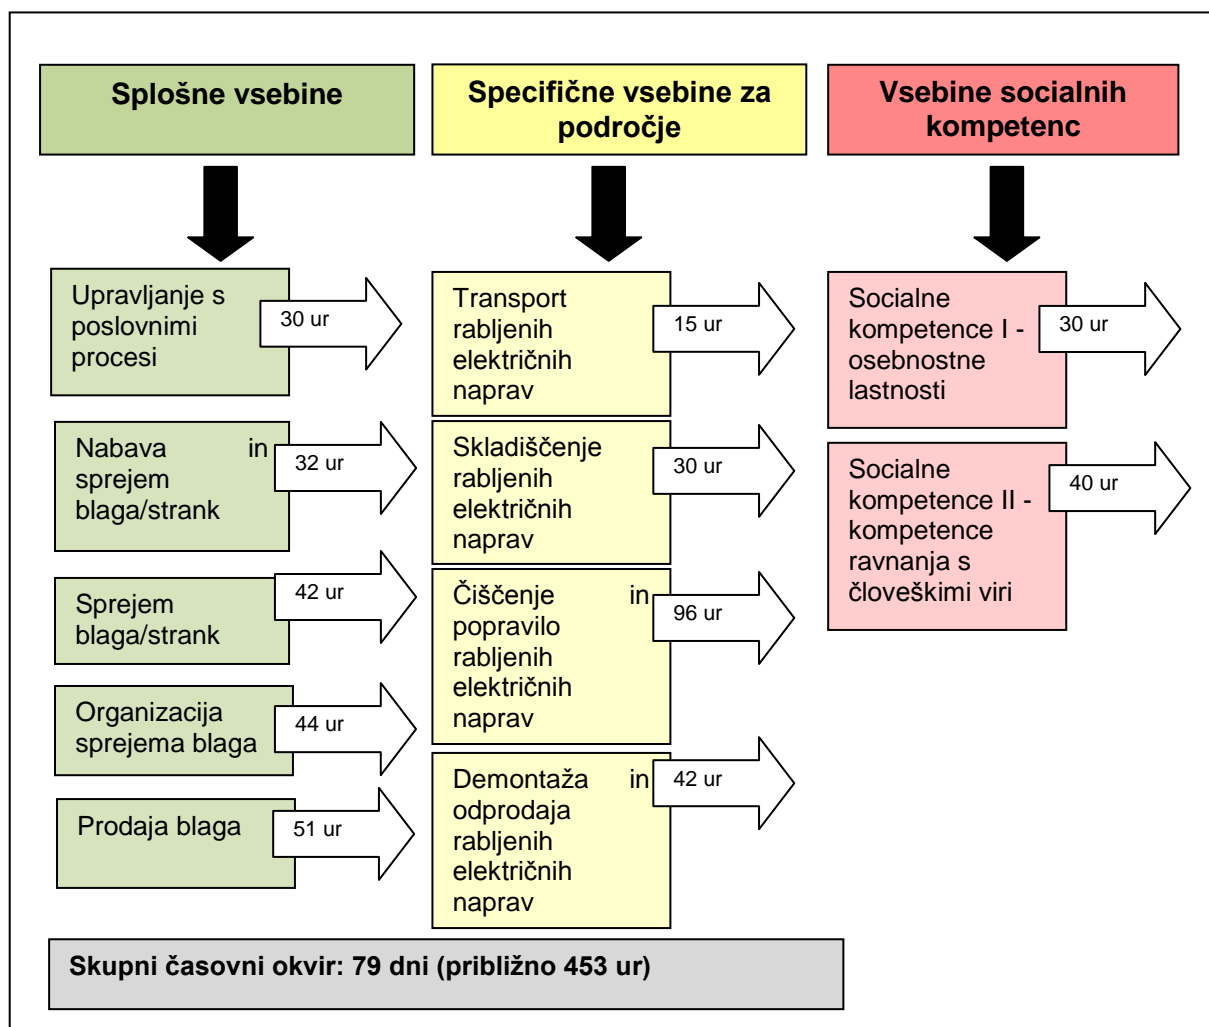 Splošne vsebine
Upravljanje s
poslovnimi
procesi
30 ur
Nabava in
sprejem
blaga/strank
32 ur
Sprejem
blaga/strank
42 ur
Organizacija
sprejema blaga
44 ur
Prodaja blaga
51 ur
Specifične vsebine za
področje
Transport
rabljenih
električnih
naprav
15 ur
Skladiščenje
rabljenih
električnih
naprav
30 ur
Čiščenje in
popravilo
rabljenih
električnih
naprav
96 ur
Demontaža in
odprodaja
rabljenih
električnih
naprav
42 ur
Vsebine socialnih
kompetenc
Socialne
kompetence I -
osebnostne
lastnosti
30 ur
Socialne
kompetence II -
kompetence
ravnanja s
človeškimi viri
40 ur
Skupni časovni okvir: 79 dni (približno 453 ur)